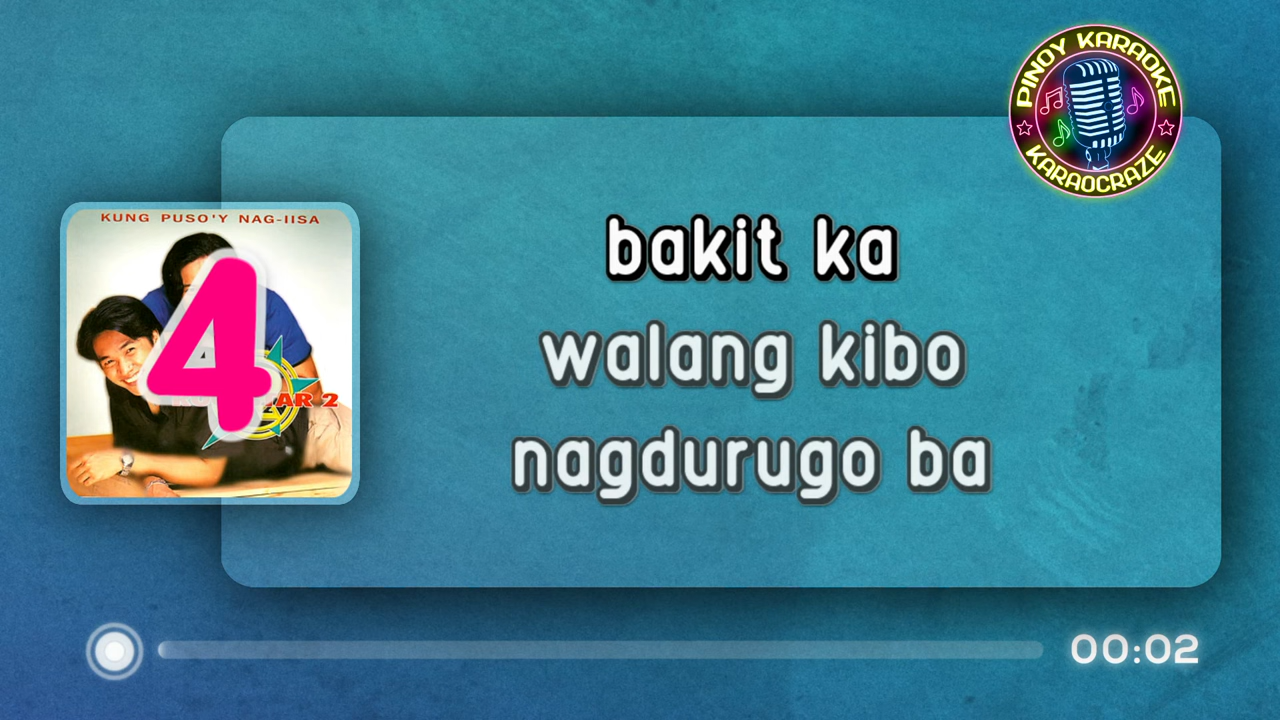 PINOY KARAOKE
KARAOCRAZE
KUNG PUSO'Y NAG-IISA
4
AR 2
bakit ka
walang kibo
nagdurugo ba
00:02